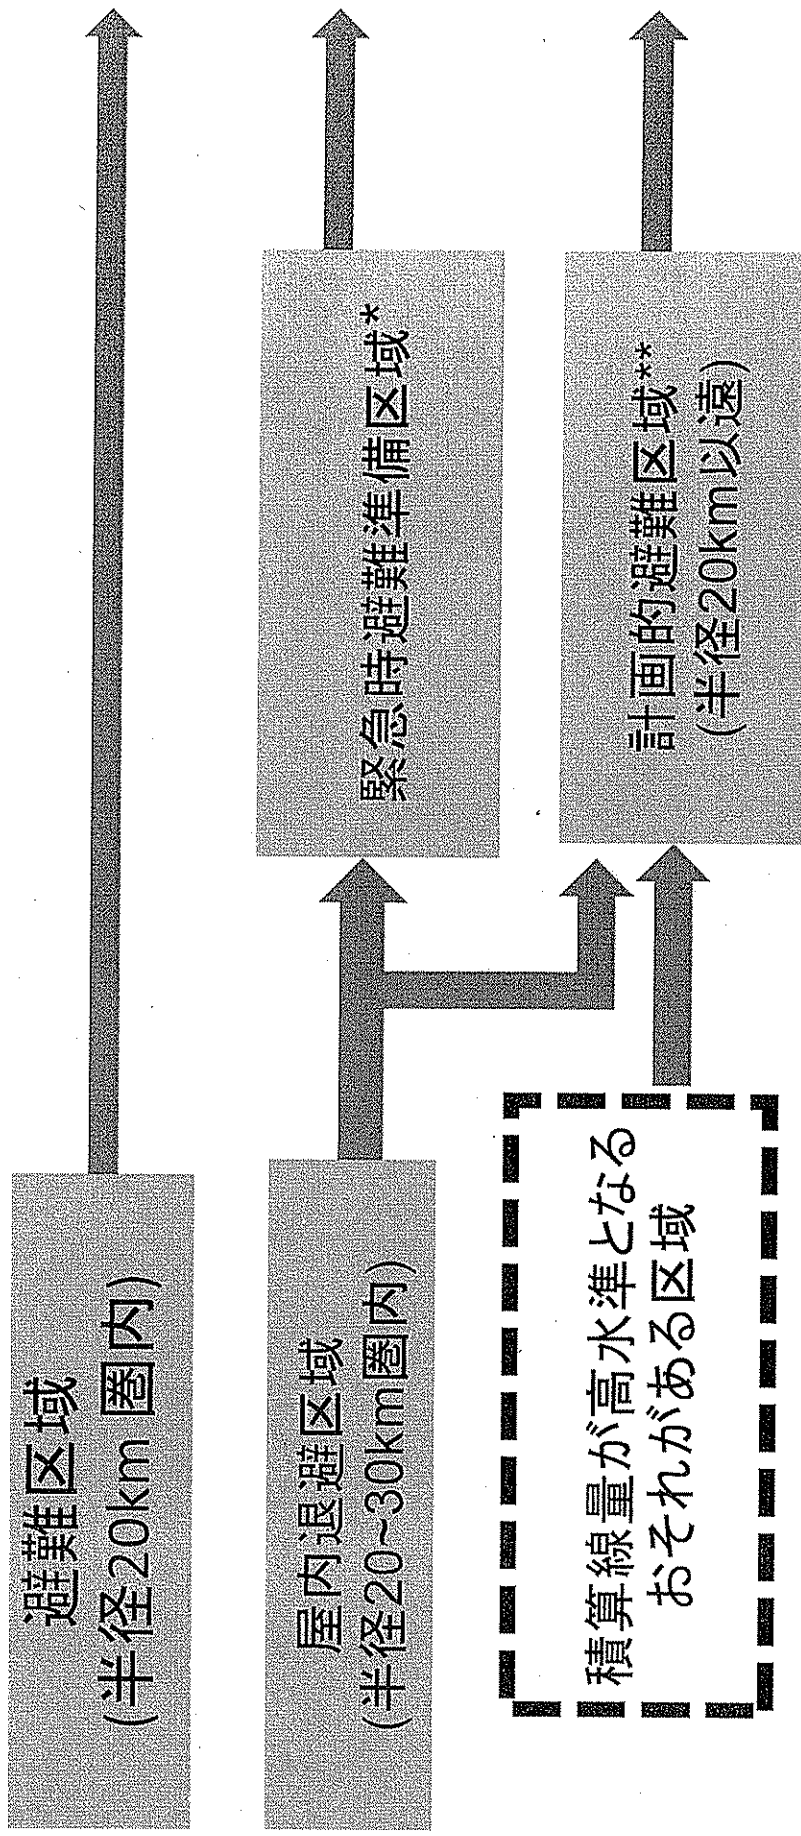 避難区域
(半径20km 圏内)
屋内退避区域
(半径20~30km圏内)
積算線量が高水準となる
おそれがある区域
緊急時避難準備区域*
計画的避難区域**
(半径20km以遠)